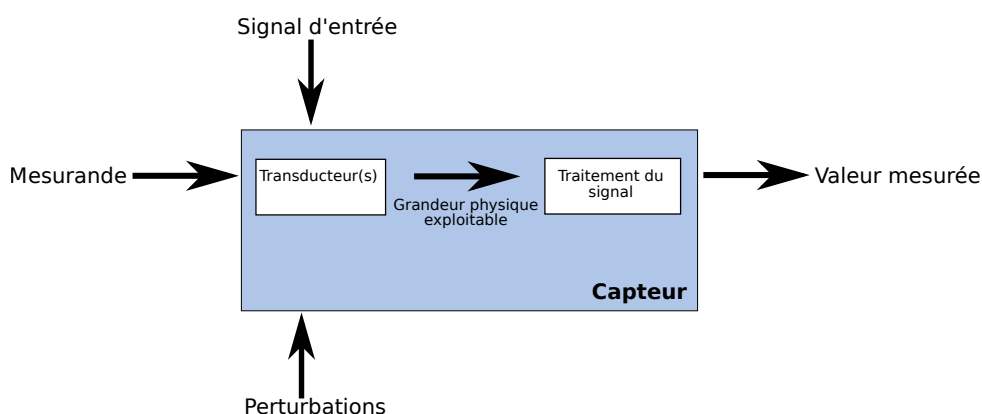 Signal d'entrée
Mesurande
Transducteur(s)
Grandeur physique
exploitable
Traitement du
signal
Valeur mesurée
Capteur
Perturbations